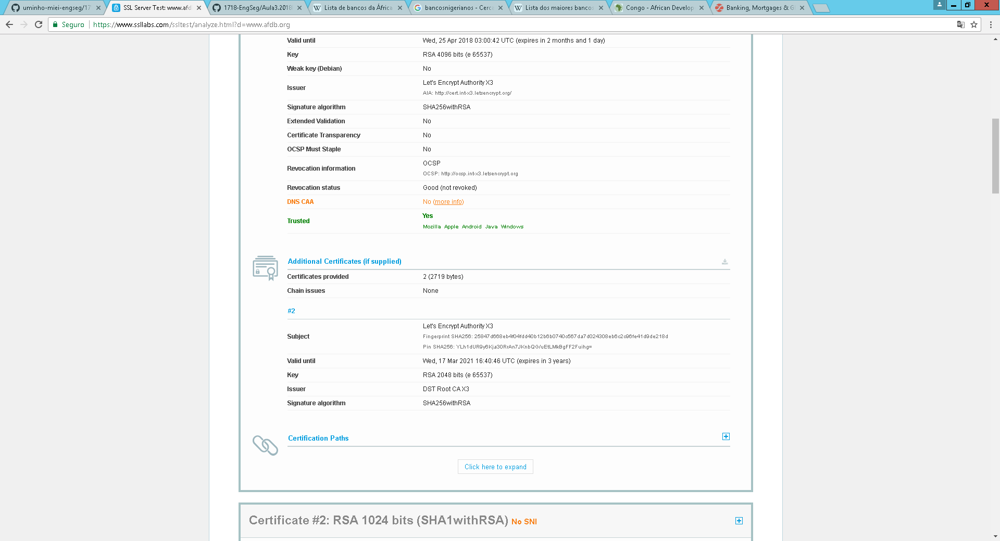 uminho-miei-engseg/17
SSL Server Test: www.afd
1718-EngSeg/Aula3.2018
Lista de bancos da África
bancosnigerianos - Cerca
Lista dos maiores bancos
Congo - African Develop
Banking, Mortgages & G
Seguro
https://www.ssllabs.com/ssltest/analyze.html?d=www.afdb.org
Valid until Wed, 25 Apr 2018 03:00:42 UTC (expires in 2 months and 1 day)
Key RSA 4096 bits (e 65537)
Weak key (Debian) No
Issuer Let's Encrypt Authority X3
AIA: http://cert.int-x3.letsencrypt.org/
Signature algorithm SHA256withRSA
Extended Validation No
Certificate Transparency No
OCSP Must Staple No
Revocation information OCSP
OCSP: http://ocsp.int-x3.letsencrypt.org
Revocation status Good (not revoked)
DNS CAA No (more info)
Trusted Yes
Mozilla Apple Android Java Windows
Additional Certificates (if supplied)
Certificates provided 2 (2719 bytes)
Chain issues None
#2
Subject Let's Encrypt Authority X3
Fingerprint SHA256: 25847d668eb4f04fdd40b12b6b0740c567da7d024308eb6c2c96fe41d9de218d
Pin SHA256: YLh1dUR9y6Kja30RrAn7JKnbQG/uEtLMkBgFF2Fuihg=
Valid until Wed, 17 Mar 2021 16:40:46 UTC (expires in 3 years)
Key RSA 2048 bits (e 65537)
Issuer DST Root CA X3
Signature algorithm SHA256withRSA
Certification Paths
Click here to expand
Certificate #2: RSA 1024 bits (SHA1withRSA) No SNI